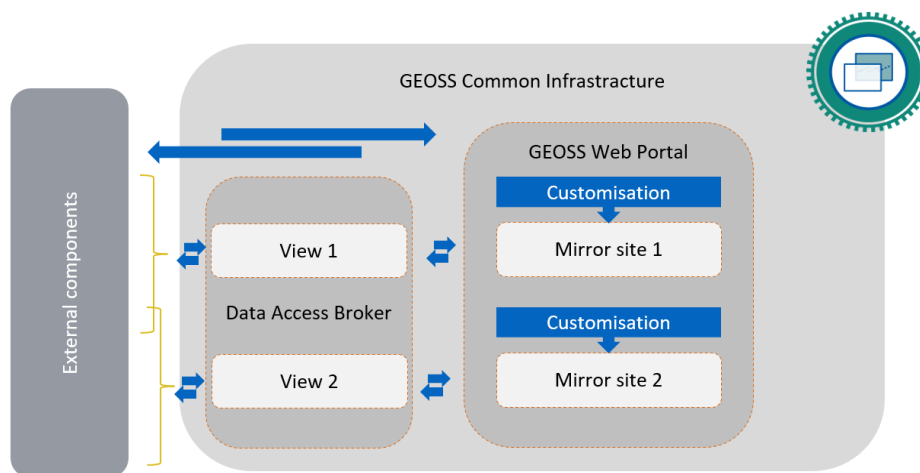 GEOSS Common Infrastracture
External components
GEOSS Web Portal
Customisation
View 1
Mirror site 1
Data Access Broker
Customisation
View 2
Mirror site 2